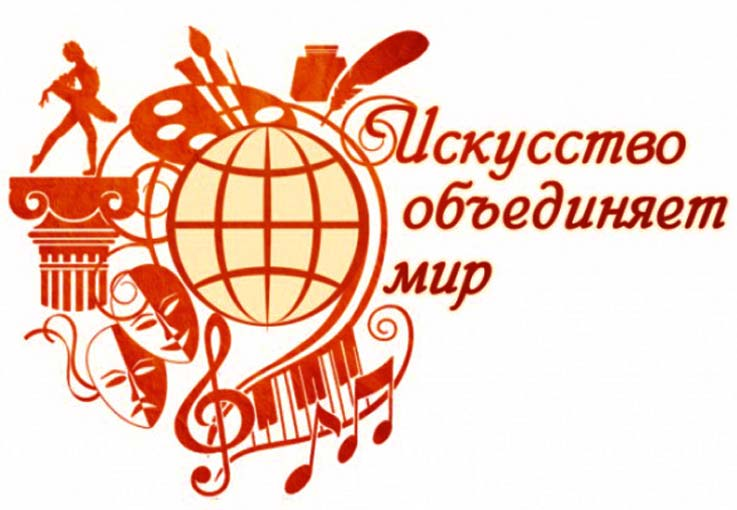 Искусство
объединяет
мир